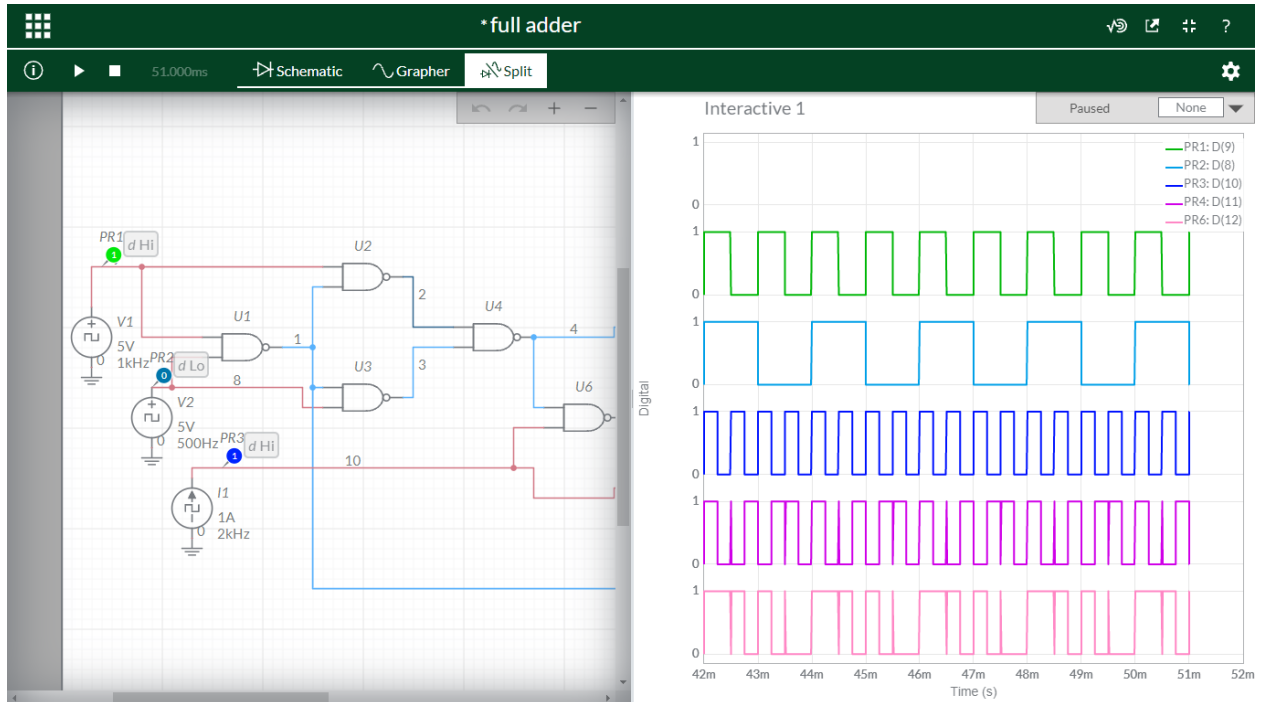 *full adder
?
51.000ms
Schematic
Grapher
Split
PR1
1
d Hi
U2
2
U4
4
V1
5V
1kHz
0
U1
1
PR2
0
d Lo
8
U3
3
U6
V2
5V
500Hz
0
PR3
1
d Hi
10
I1
1A
2kHz
0
Interactive 1
Paused
None
PR1: D(9)
PR2: D(8)
PR3: D(10)
PR4: D(11)
PR6: D(12)
1
0
1
0
1
0
1
0
1
0
1
0
Digital
42m 43m 44m 45m 46m 47m 48m 49m 50m 51m 52m
Time (s)